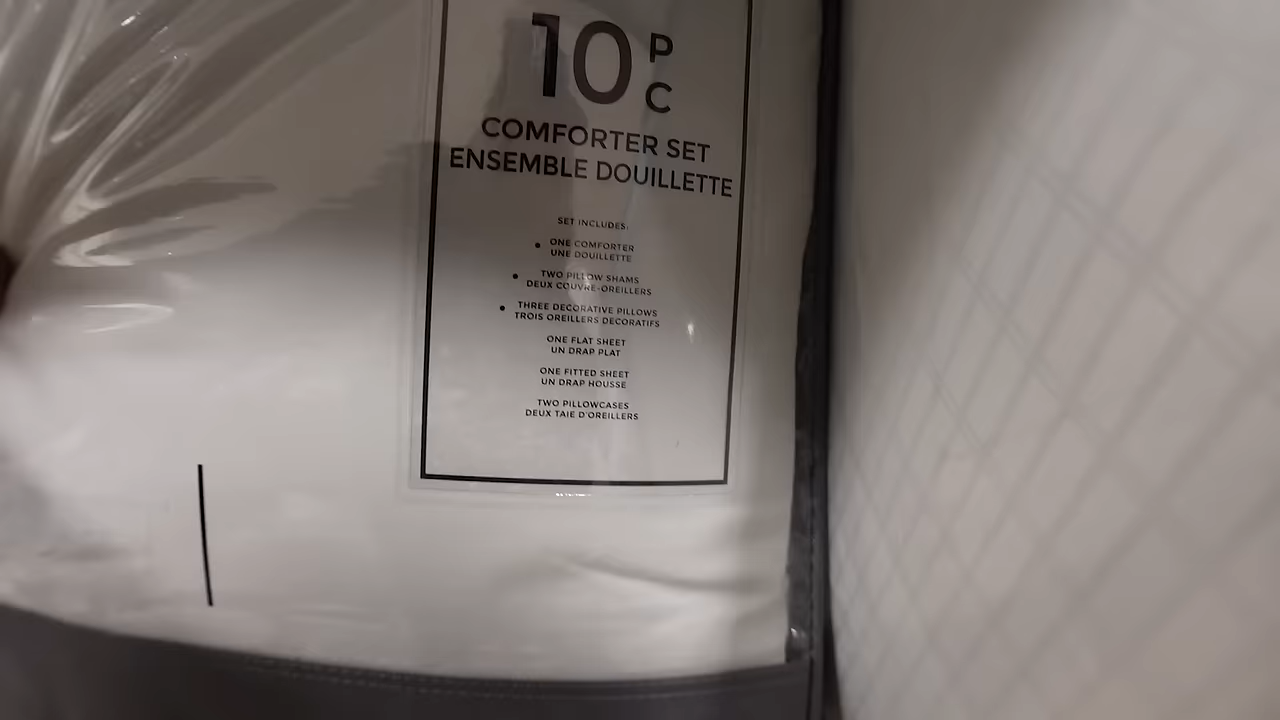 10 PC
COMFORTER SET
ENSEMBLE DOUILLETTE
SET INCLUDES:
• ONE COMFORTER
UNE DOUILLETTE
• TWO PILLOW SHAMS
DEUX COUVRE-OREILLERS
• THREE DECORATIVE PILLOWS
TROIS OREILLERS DECORATIFS
ONE FLAT SHEET
UN DRAP PLAT
ONE FITTED SHEET
UN DRAP HOUSSE
TWO PILLOWCASES
DEUX TAIE D'OREILLERS